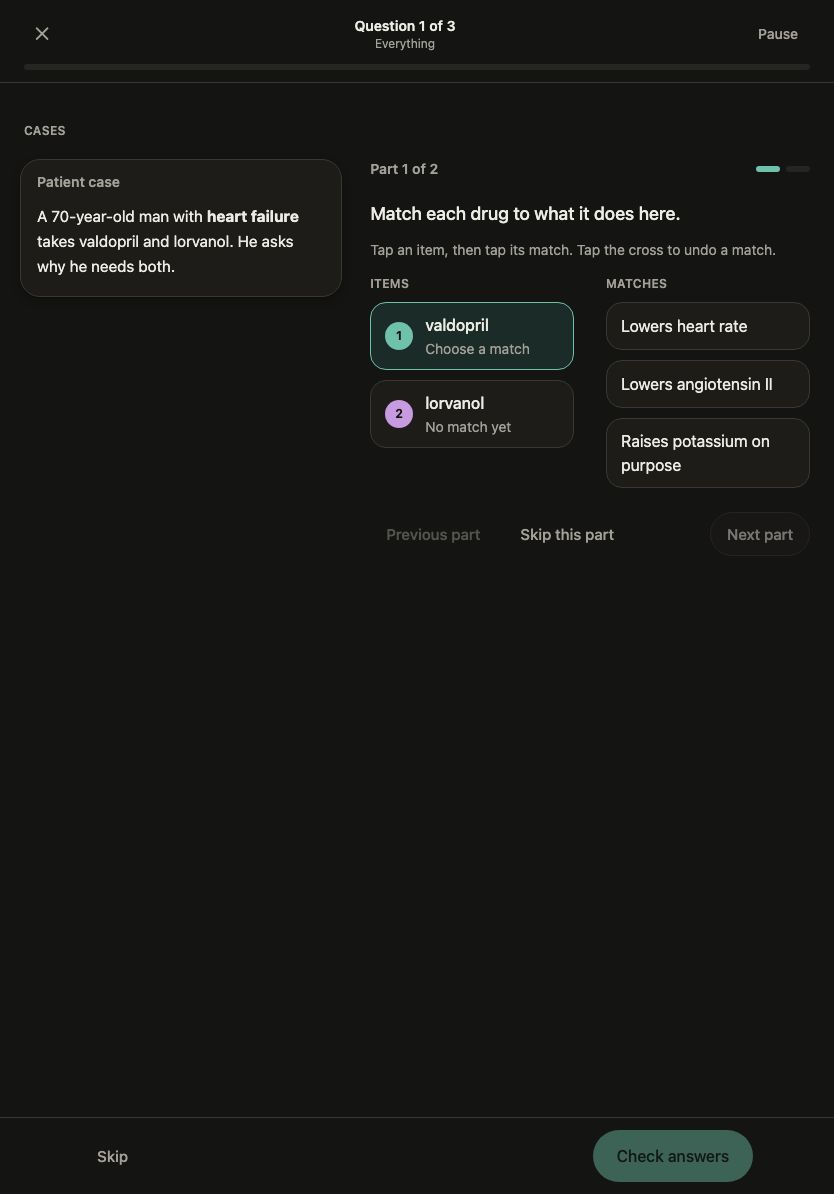 Question 1 of 3
Everything
Pause
CASES
Patient case
A 70-year-old man with heart failure
takes valdopril and lorvanol. He asks
why he needs both.
Part 1 of 2
Match each drug to what it does here.
Tap an item, then tap its match. Tap the cross to undo a match.
ITEMS
1
valdopril
Choose a match
2
lorvanol
No match yet
MATCHES
Lowers heart rate
Lowers angiotensin II
Raises potassium on
purpose
Previous part
Skip this part
Next part
Skip
Check answers